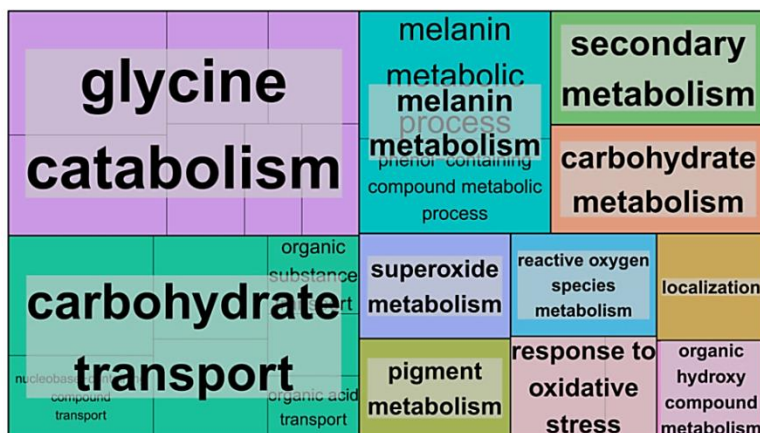 glycine
catabolism
melanin
metabolic
process
melanin
metabolism
phenol-containing
compound metabolic
process
secondary
metabolism
carbohydrate
metabolism
carbohydrate
transport
organic
substance
transport
organic acid
transport
compound
transport
superoxide
metabolism
reactive oxygen
species
metabolism
localization
pigment
metabolism
response to
oxidative
stress
organic
hydroxy
compound
metabolism